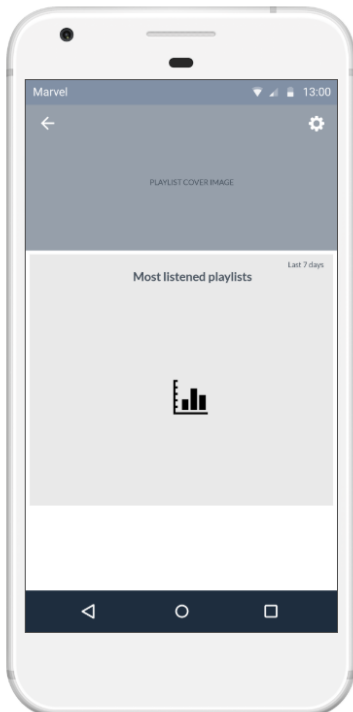 Marvel 13:00
PLAYLIST COVER IMAGE
Last 7 days
Most listened playlists